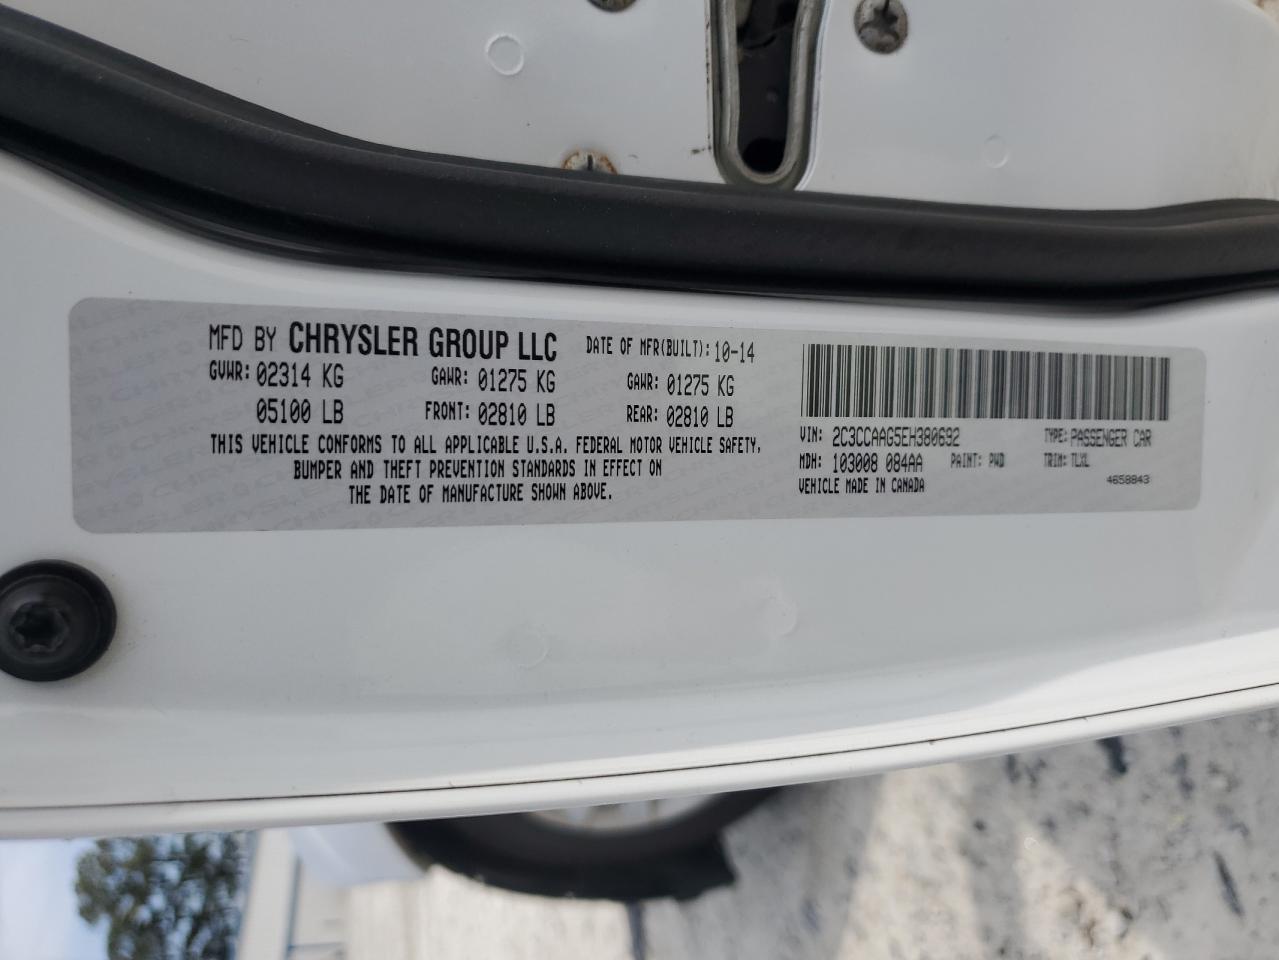 MFD BY CHRYSLER GROUP LLC DATE OF MFR(BUILT): 10-14
GVWR: 02314 KG GAWR: 01275 KG GAWR: 01275 KG
05100 LB FRONT: 02810 LB REAR: 02810 LB
THIS VEHICLE CONFORMS TO ALL APPLICABLE U.S.A. FEDERAL MOTOR VEHICLE SAFETY,
BUMPER AND THEFT PREVENTION STANDARDS IN EFFECT ON
THE DATE OF MANUFACTURE SHOWN ABOVE.
VIN: 2C3CCAAG5EH380692 TYPE: PASSENGER CAR
MDH: 103008 084AA PAINT: PWD TRIM: TLXL
VEHICLE MADE IN CANADA 4658843